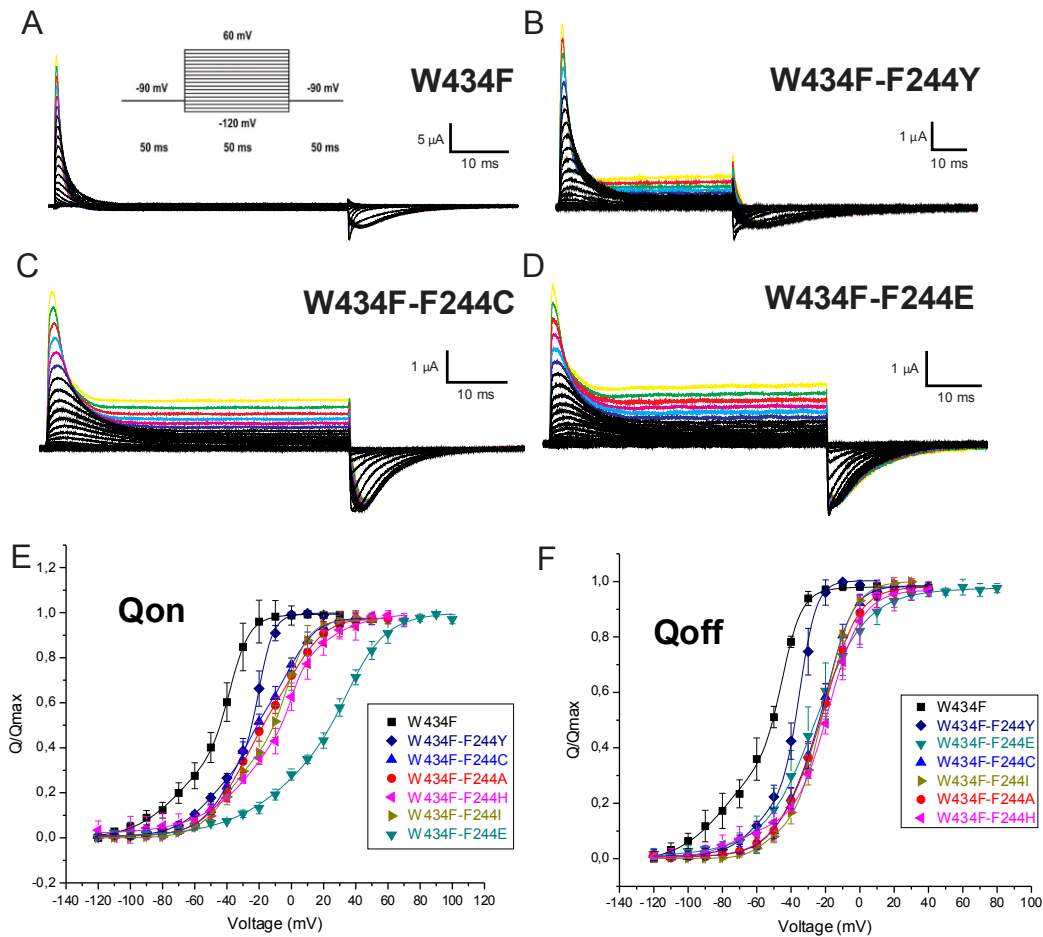 A
60 mV
-90 mV
-90 mV
-120 mV
50 ms
50 ms
50 ms
W434F
5 µA
10 ms
B
W434F-F244Y
1 µA
10 ms
C
W434F-F244C
1 µA
10 ms
D
W434F-F244E
1 µA
10 ms
E
Qon
1,2
1,0
0,8
0,6
0,4
0,2
0,0
-0,2
Q/Qmax
W434F
W434F-F244Y
W434F-F244C
W434F-F244A
W434F-F244H
W434F-F244I
W434F-F244E
-140 -120 -100 -80 -60 -40 -20 0 20 40 60 80 100 120
Voltage (mV)
F
Qoff
1,0
0,8
0,6
0,4
0,2
0,0
Q/Qmax
W434F
W434F-F244Y
W434F-F244E
W434F-F244C
W434F-F244I
W434F-F244A
W434F-F244H
-140 -120 -100 -80 -60 -40 -20 0 20 40 60 80 100
Voltage (mV)